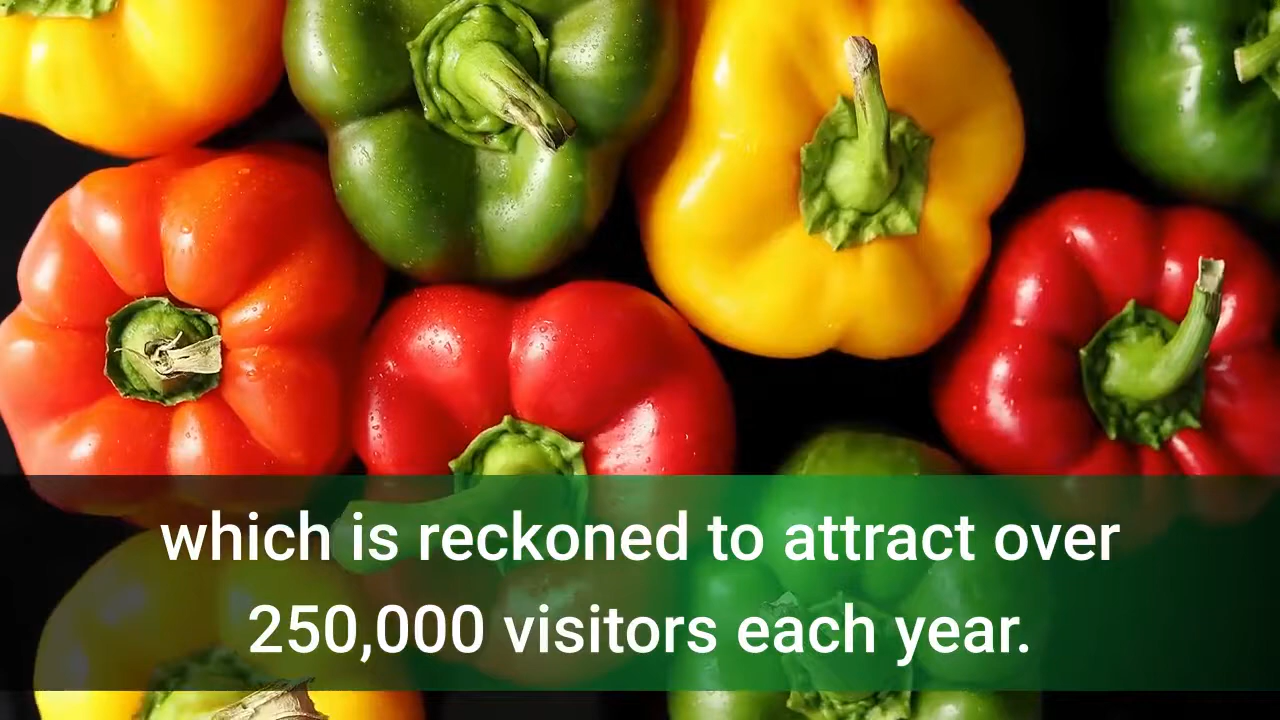 which is reckoned to attract over
250,000 visitors each year.